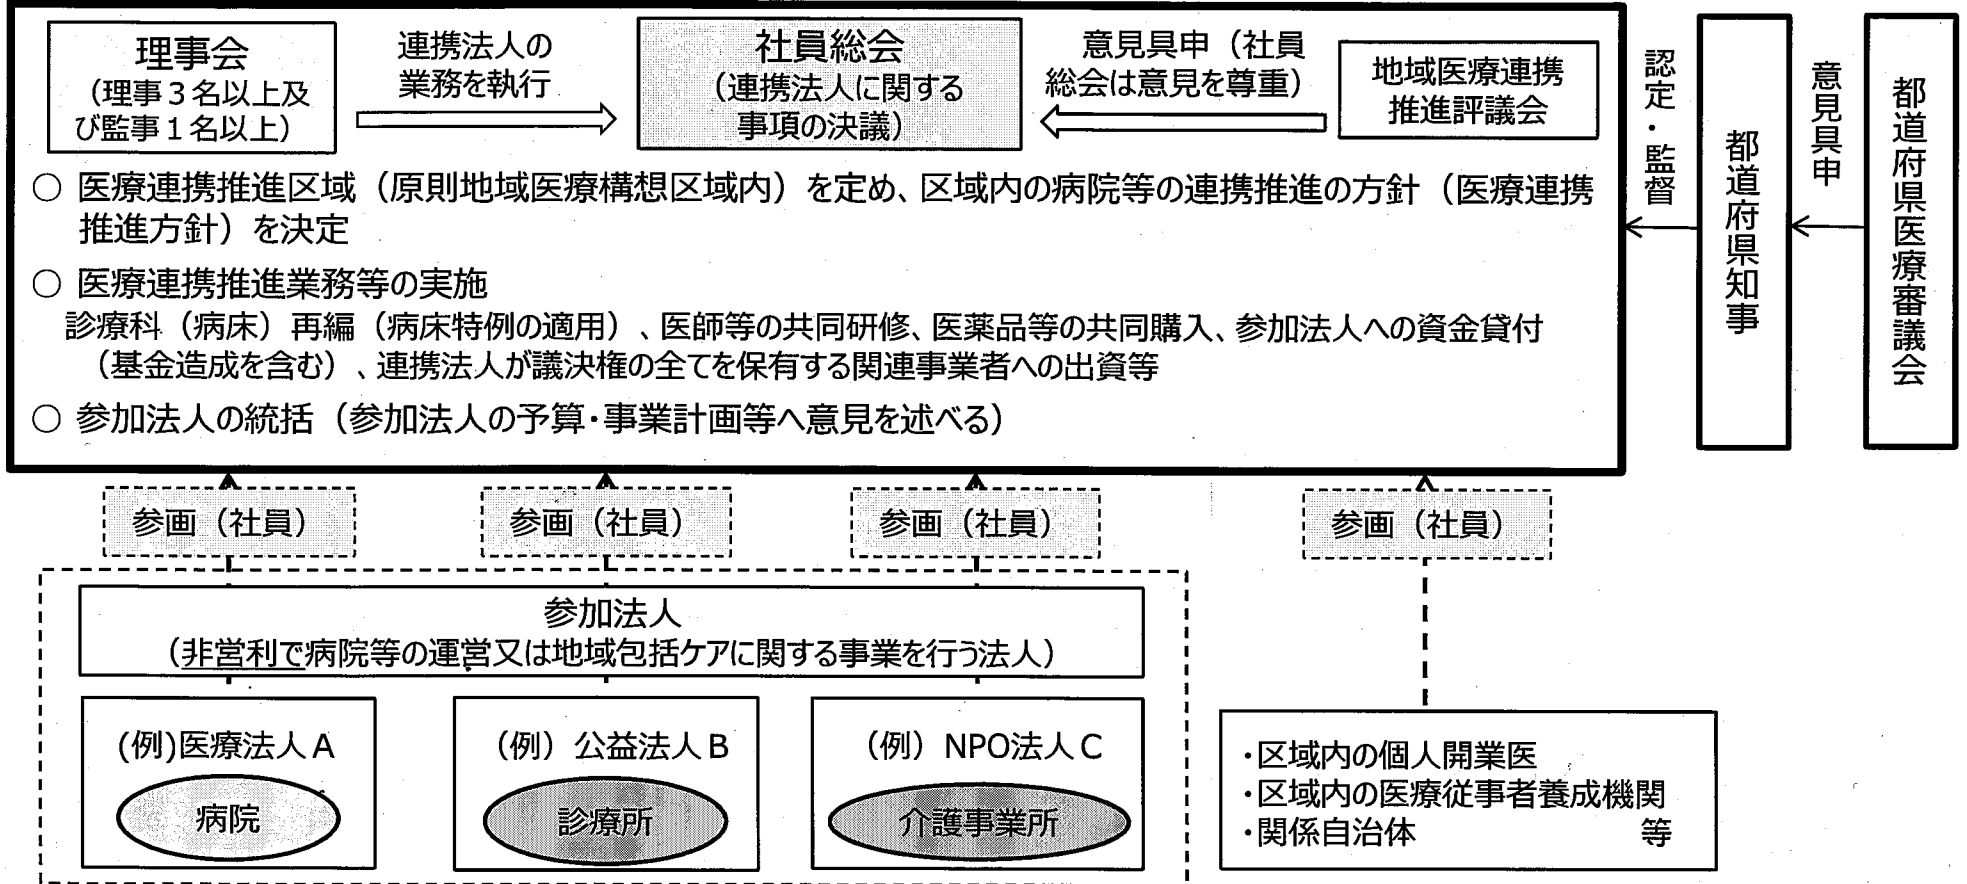 理事会
（理事３名以上及
び監事１名以上）
連携法人の
業務を執行
社員総会
（連携法人に関する
事項の決議）
意見具申（社員
総会は意見を尊重）
地域医療連携
推進評議会
○ 医療連携推進区域（原則地域医療構想区域内）を定め、区域内の病院等の連携推進の方針（医療連携
推進方針）を決定
○ 医療連携推進業務等の実施
診療科（病床）再編（病床特例の適用）、医師等の共同研修、医薬品等の共同購入、参加法人への資金貸付
（基金造成を含む）、連携法人が議決権の全てを保有する関連事業者への出資等
○ 参加法人の統括（参加法人の予算・事業計画等へ意見を述べる）
認定・監督
都道府県知事
意見具申
都道府県医療審議会
参画（社員）
参画（社員）
参画（社員）
参画（社員）
参加法人
（非営利で病院等の運営又は地域包括ケアに関する事業を行う法人）
(例)医療法人A
病院
（例）公益法人B
診療所
（例）NPO法人C
介護事業所
・区域内の個人開業医
・区域内の医療従事者養成機関
・関係自治体 等